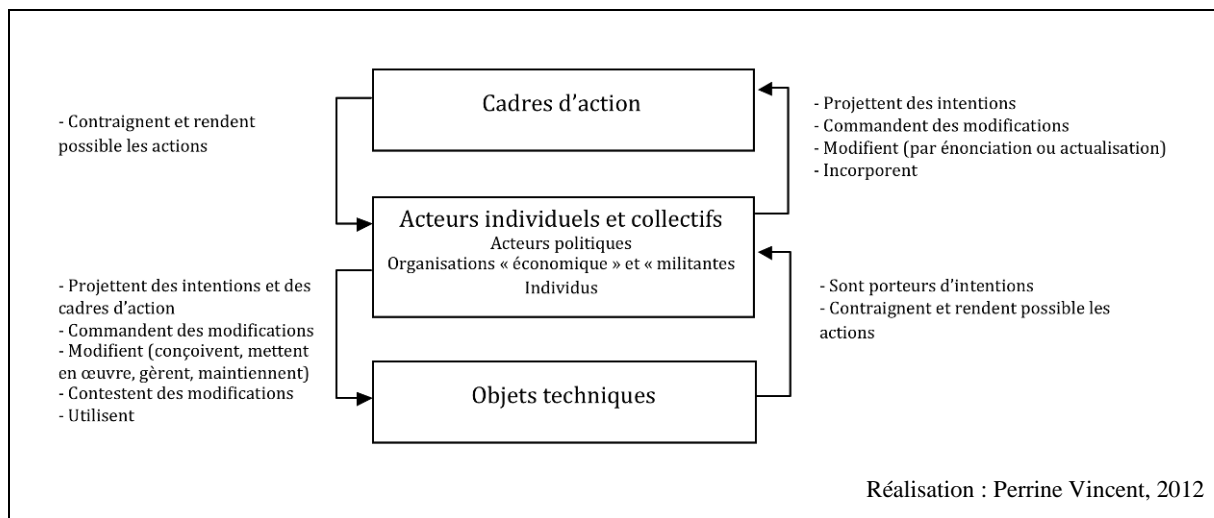 Cadres d'action
- Contraignent et rendent
possible les actions
- Projettent des intentions
- Commandent des modifications
- Modifient (par énonciation ou actualisation)
- Incorporent
Acteurs individuels et collectifs
Acteurs politiques
Organisations « économique » et « militantes
Individus
- Projettent des intentions et des
cadres d'action
- Commandent des modifications
- Modifient (conçoivent, mettent
en œuvre, gèrent, maintiennent)
- Contestent des modifications
- Utilisent
- Sont porteurs d'intentions
- Contraignent et rendent possible les
actions
Objets techniques
Réalisation : Perrine Vincent, 2012